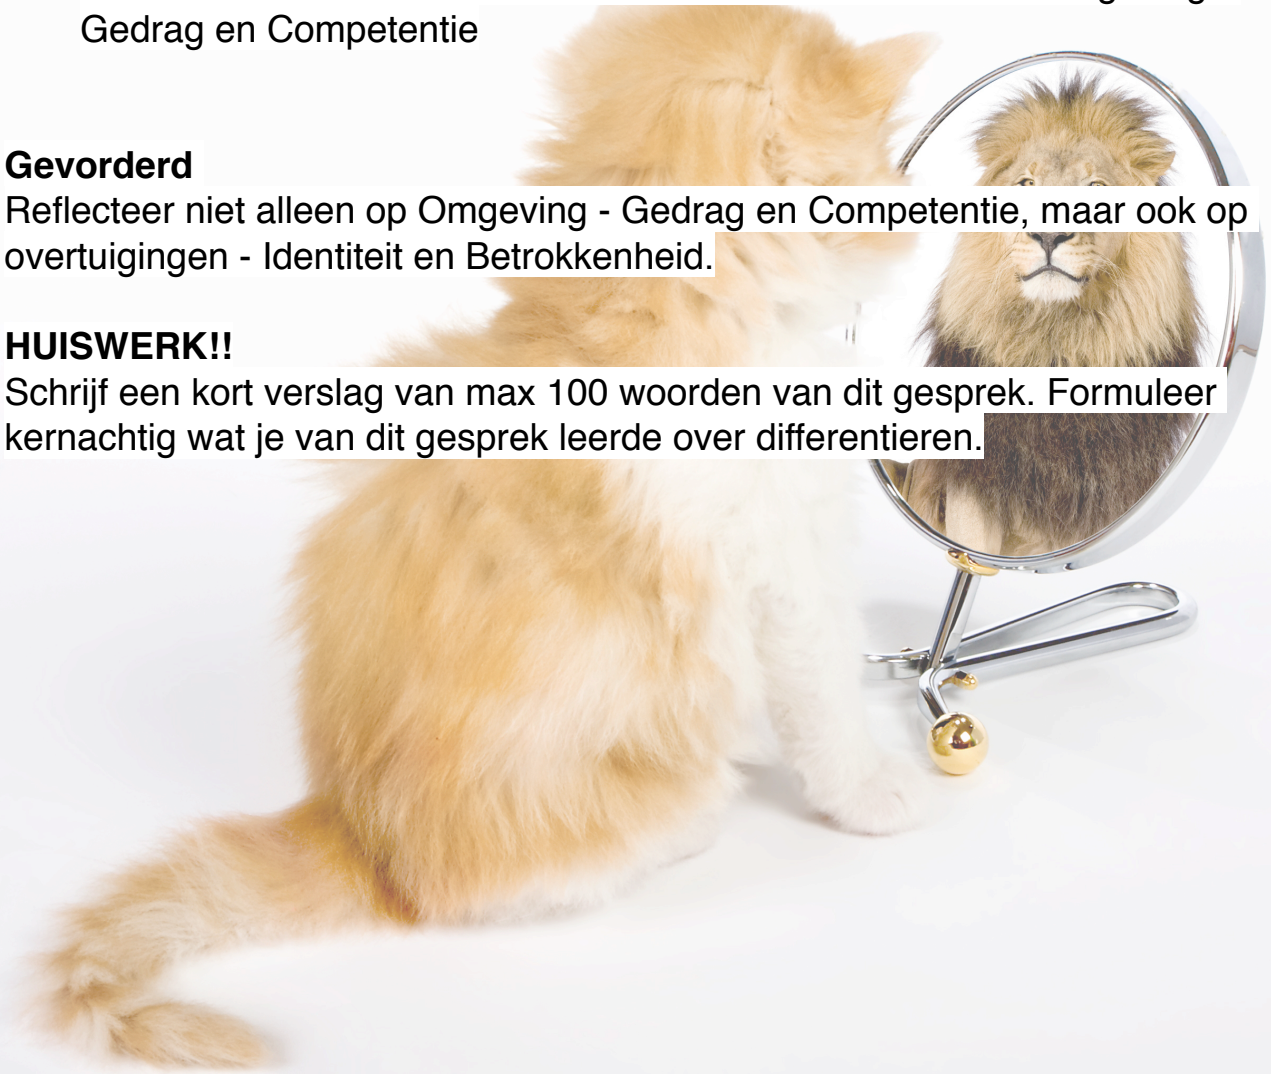 Gedrag en Competentie
Gevorderd
Reflecteer niet alleen op Omgeving - Gedrag en Competentie, maar ook op
overtuigingen - Identiteit en Betrokkenheid.
HUISWERK!!
Schrijf een kort verslag van max 100 woorden van dit gesprek. Formuleer
kernachtig wat je van dit gesprek leerde over differentieren.